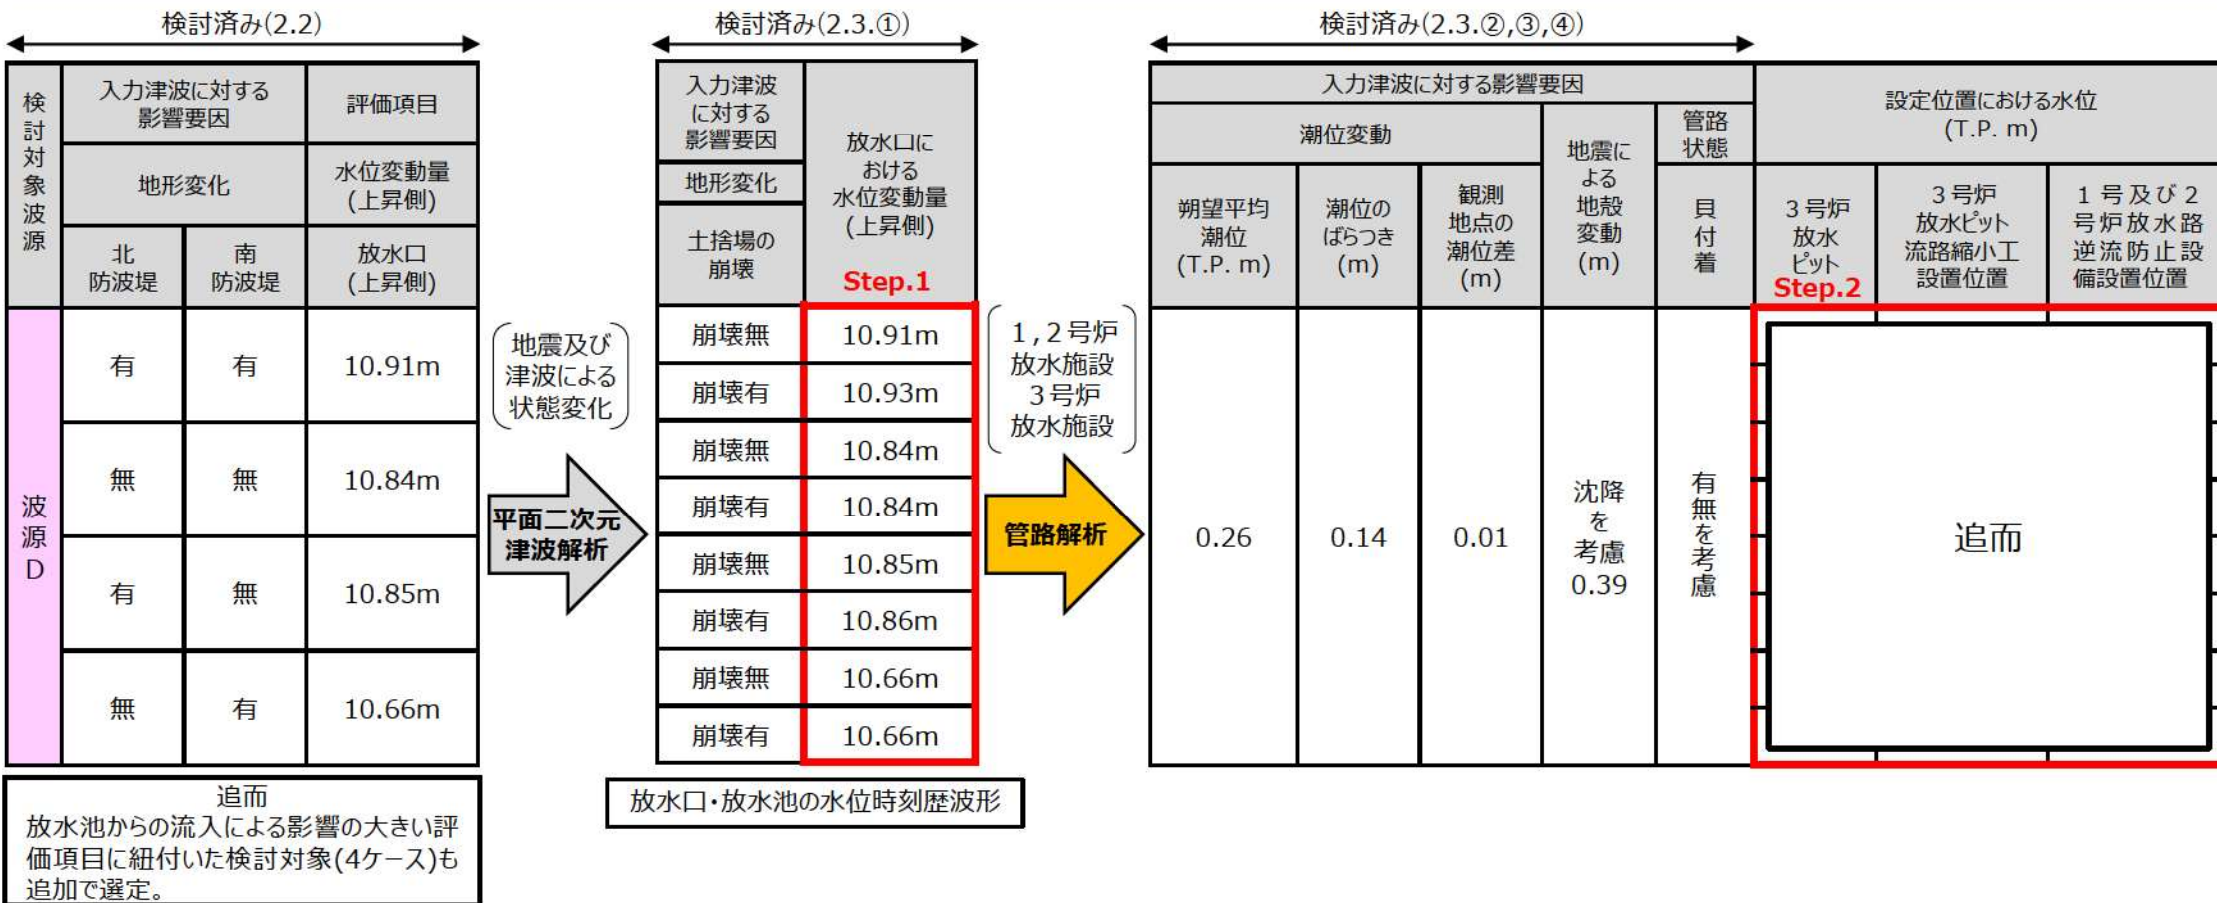 検討済み(2.2)
検討対象波源
入力津波に対する
影響要因
評価項目
地形変化
水位変動量
(上昇側)
北
防波堤
南
防波堤
放水口
(上昇側)
波源D
有
有
10.91m
無
無
10.84m
有
無
10.85m
無
有
10.66m
追而
放水池からの流入による影響の大きい評
価項目に紐付いた検討対象(4ケース)も
追加で選定。
地震及び
津波による
状態変化
平面二次元
津波解析
検討済み(2.3.①)
入力津波
に対する
影響要因
地形変化
土捨場の
崩壊
放水口に
おける
水位変動量
(上昇側)
Step.1
崩壊無
10.91m
崩壊有
10.93m
崩壊無
10.84m
崩壊有
10.84m
崩壊無
10.85m
崩壊有
10.86m
崩壊無
10.66m
崩壊有
10.66m
放水口・放水池の水位時刻歴波形
1,2号炉
放水施設
3号炉
放水施設
管路解析
検討済み(2.3.②,③,④)
入力津波に対する影響要因
潮位変動
朔望平均
潮位
(T.P. m)
潮位の
ばらつき
(m)
観測
地点の
潮位差
(m)
地震に
よる
地殻
変動
(m)
管路
状態
貝付着
設定位置における水位
(T.P. m)
3号炉
放水
ピット
Step.2
3号炉
放水ピット
流路縮小工
設置位置
1号及び2
号炉放水路
逆流防止設
備設置位置
0.26
0.14
0.01
沈降
を
考慮
0.39
有無を考慮
追而